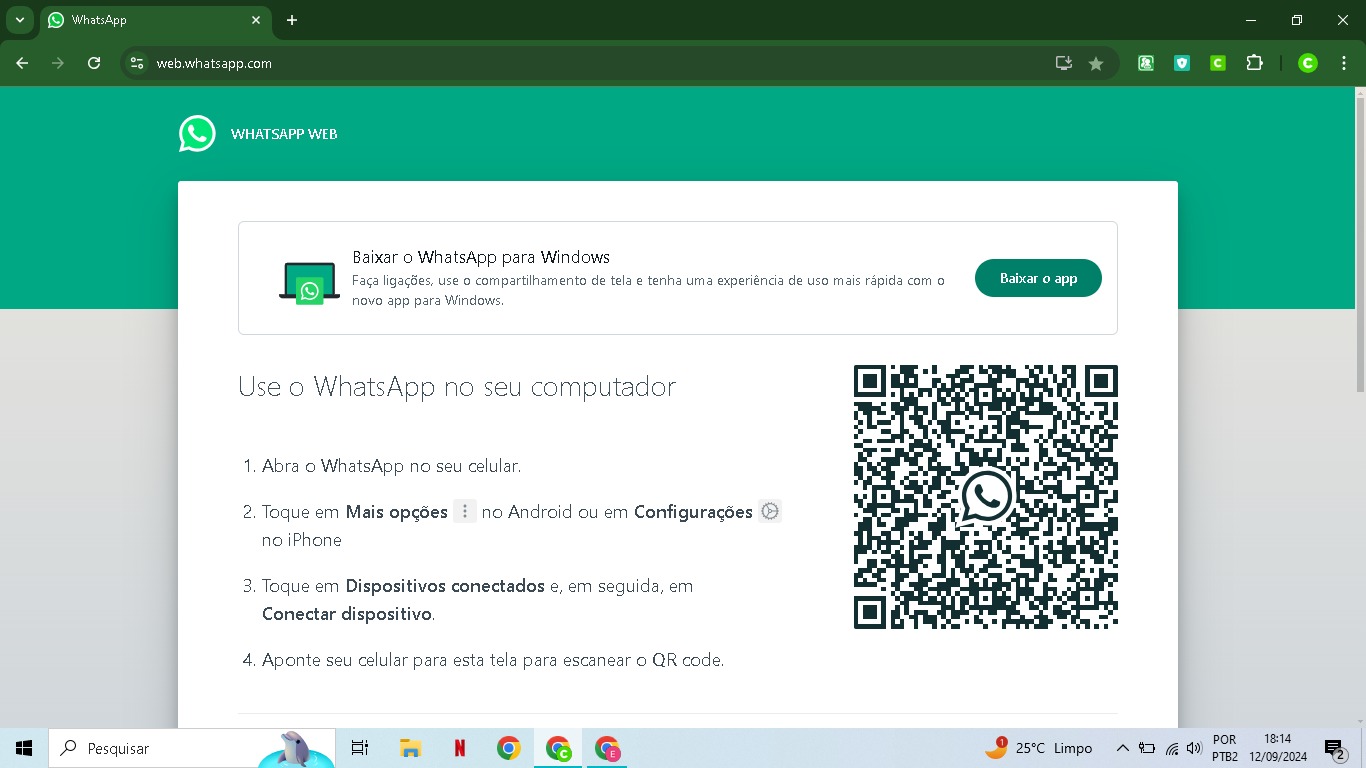 WhatsApp
web.whatsapp.com
WHATSAPP WEB
Baixar o WhatsApp para Windows
Faça ligações, use o compartilhamento de tela e tenha uma experiência de uso mais rápida com o
novo app para Windows.
Baixar o app
Use o WhatsApp no seu computador
1. Abra o WhatsApp no seu celular.
2. Toque em Mais opções no Android ou em Configurações
no iPhone
3. Toque em Dispositivos conectados e, em seguida, em
Conectar dispositivo.
4. Aponte seu celular para esta tela para escanear o QR code.
Pesquisar
N
C
E
1
25°C Limpo
POR
PTB2
18:14
12/09/2024
2